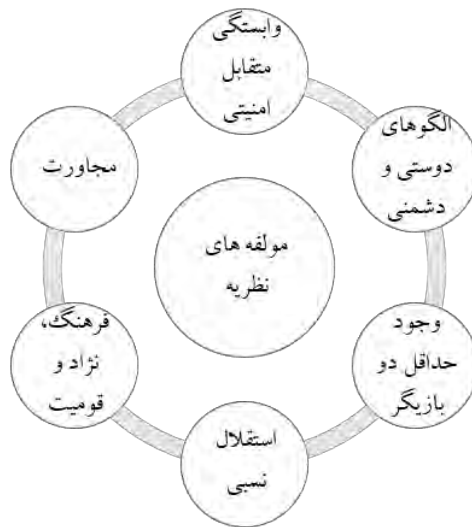 وابستگی
متقابل
امنیتی
الگوهای
دوستی و
دشمنی
وجود
حداقل دو
بازیگر
استقلال
نسبی
فرهنگ،
نژاد و
قومیت
مجاورت
مولفه های
نظریه